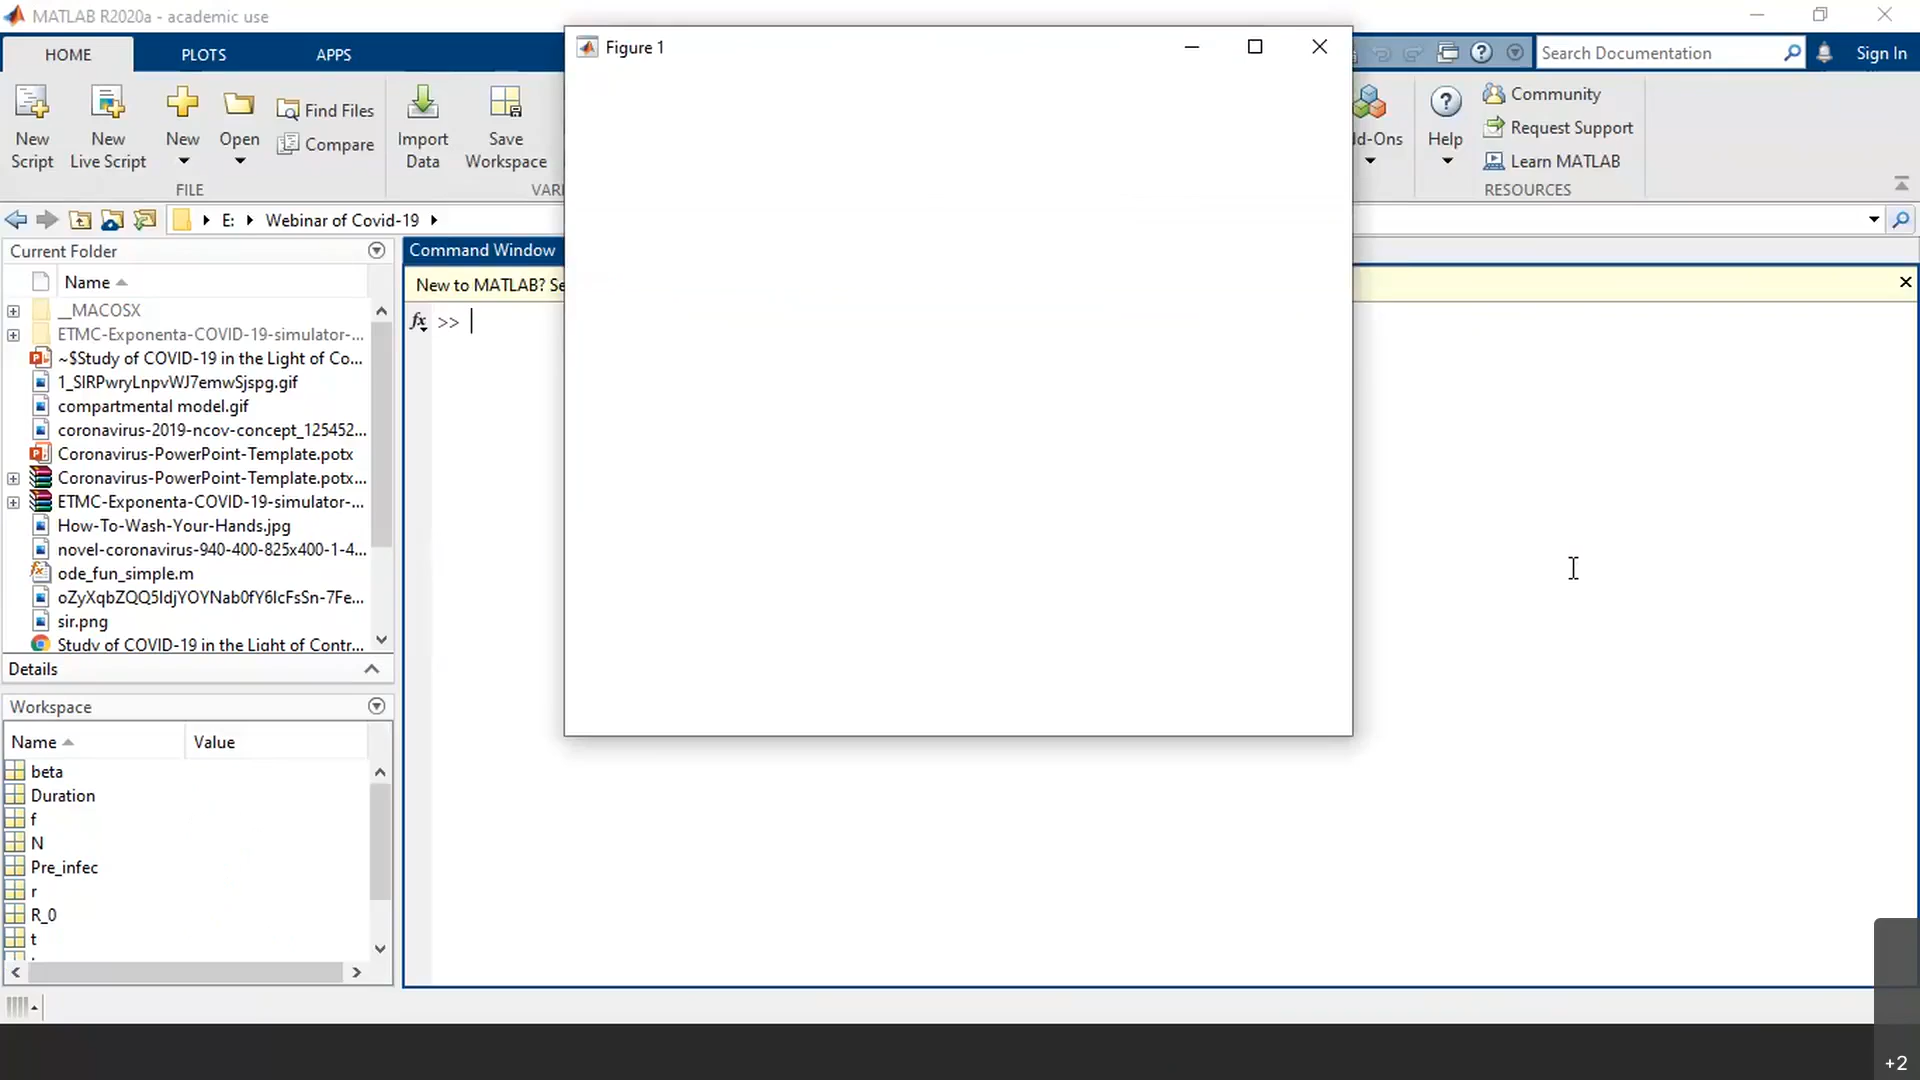 MATLAB R2020a - academic use
Figure 1
HOME
PLOTS
APPS
Search Documentation
Sign In
New
Script
New
Live Script
New
Open
Find Files
Compare
Import
Data
Save
Workspace
FILE
VARI
dd-Ons
Help
Community
Request Support
Learn MATLAB
RESOURCES
E:
Webinar of Covid-19
Current Folder
Name
__MACOSX
ETMC-Exponenta-COVID-19-simulator-...
~$Study of COVID-19 in the Light of Co...
1_SIRPwryLnpvWJ7emwSjspg.gif
compartmental model.gif
coronavirus-2019-ncov-concept_125452...
Coronavirus-PowerPoint-Template.potx
Coronavirus-PowerPoint-Template.potx...
ETMC-Exponenta-COVID-19-simulator-...
How-To-Wash-Your-Hands.jpg
novel-coronavirus-940-400-825x400-1-4...
ode_fun_simple.m
oZyXqbZQQ5IdjYOYNab0fY6IcFsSn-7Fe...
sir.png
Study of COVID-19 in the Light of Contr...
Details
Workspace
Name
Value
beta
Duration
f
N
Pre_infec
r
R_0
t
Command Window
New to MATLAB? Se
fx >>
+2